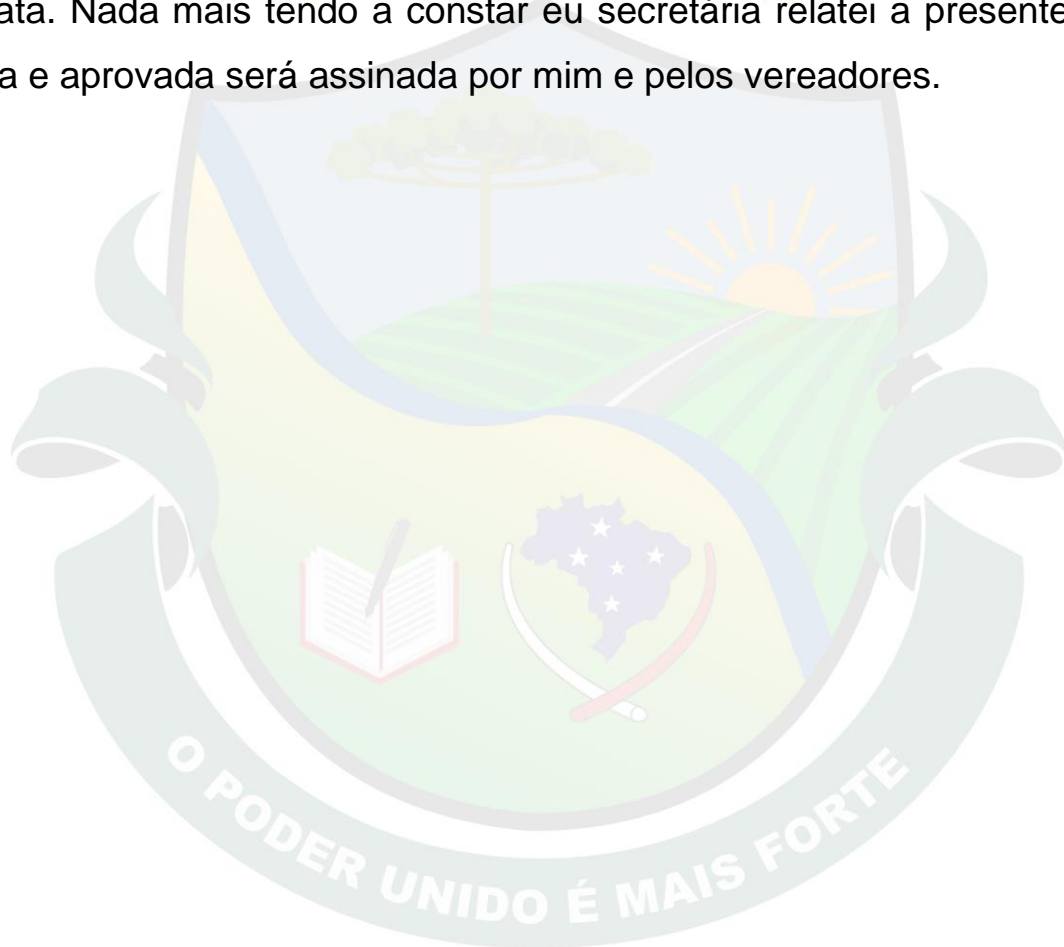 ata. Nada mais tendo a constar eu secretária relatei a presente
a e aprovada será assinada por mim e pelos vereadores.
O PODER UNIDO É MAIS FORTE